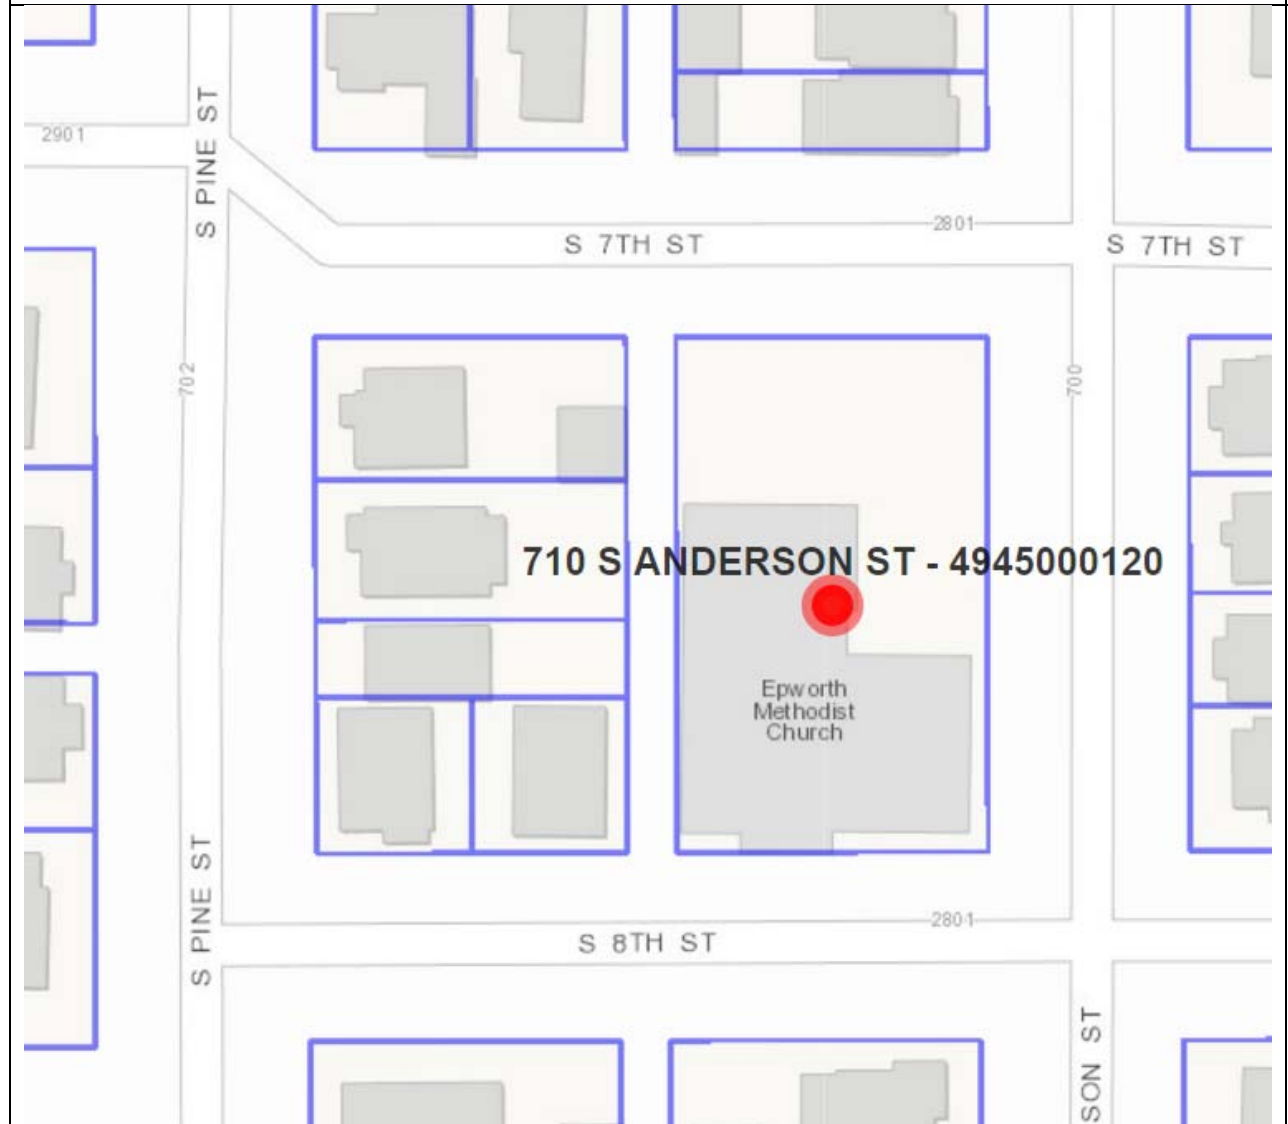 S PINE ST
2901
2801
S 7TH ST
S 7TH ST
702
700
710 S ANDERSON ST - 4945000120
Epworth
Methodist
Church
S PINE ST
2801
S 8TH ST
SON ST